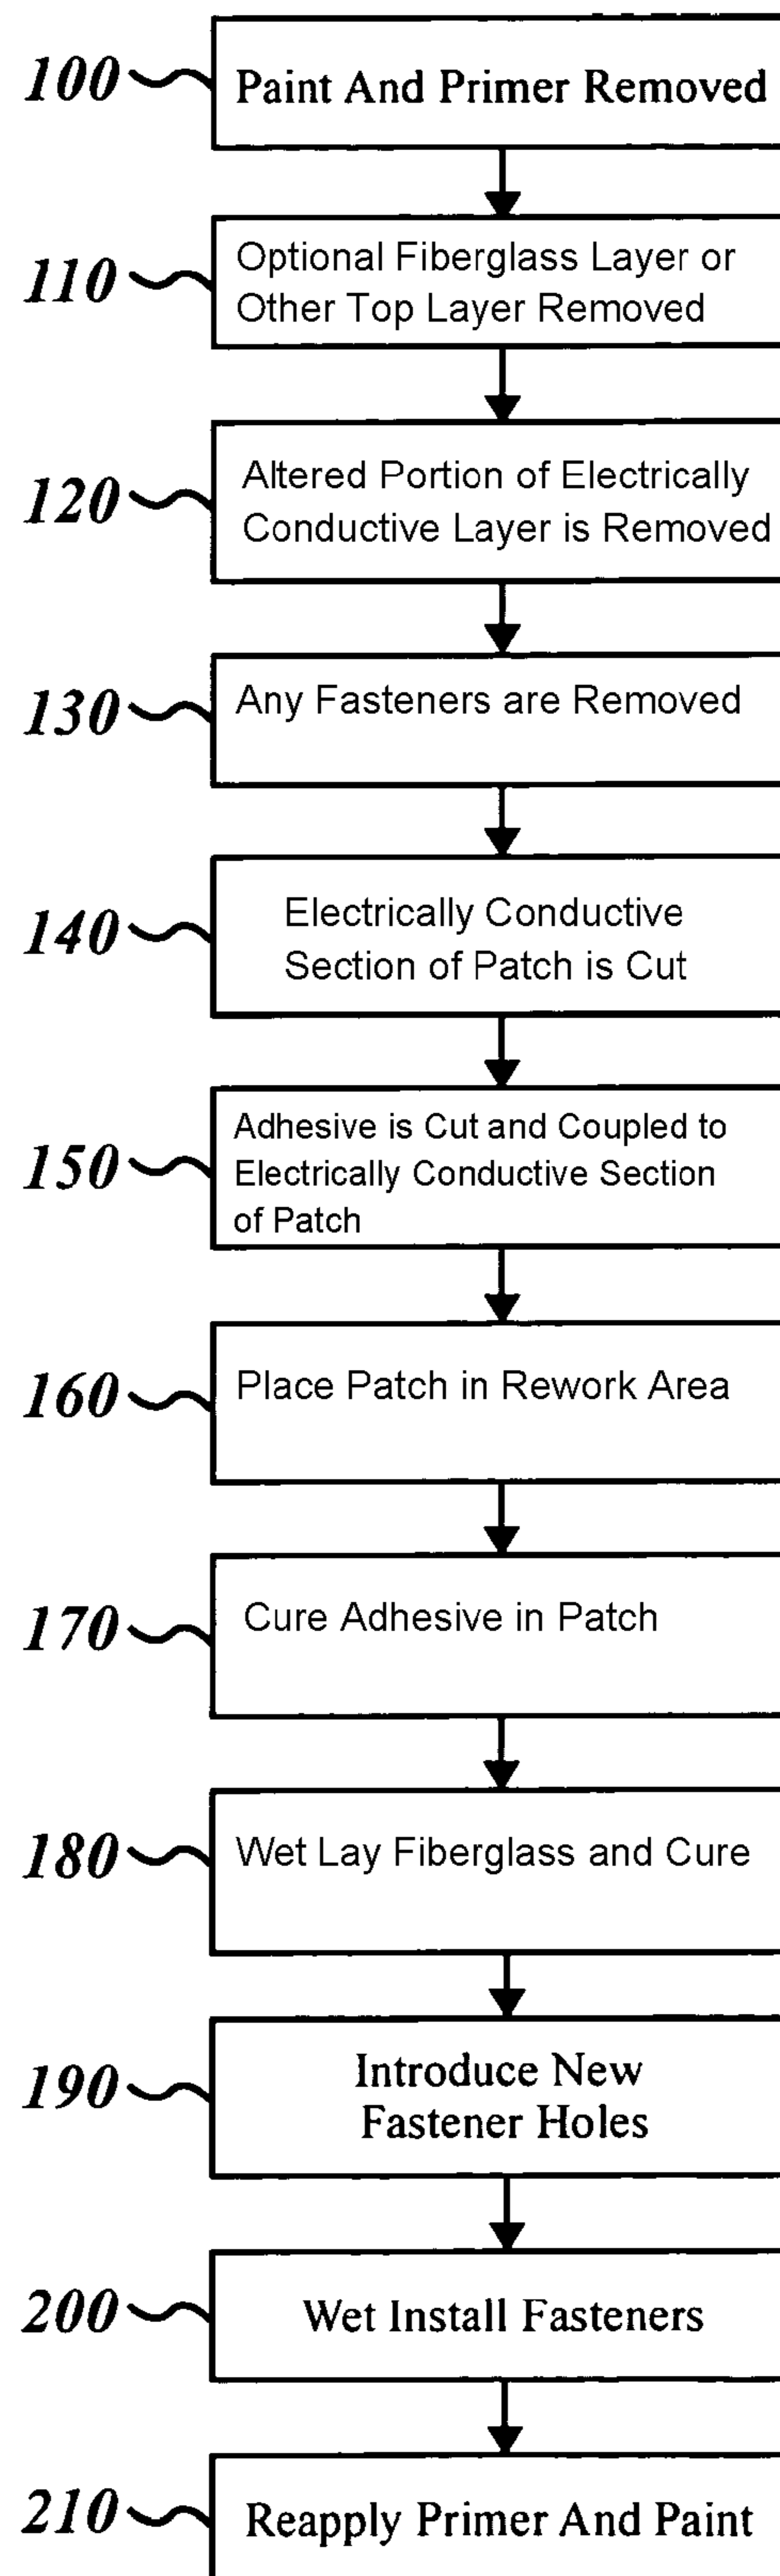 100 Paint And Primer Removed
110 Optional Fiberglass Layer or
Other Top Layer Removed
120 Altered Portion of Electrically
Conductive Layer is Removed
130 Any Fasteners are Removed
140 Electrically Conductive
Section of Patch is Cut
150 Adhesive is Cut and Coupled to
Electrically Conductive Section
of Patch
160 Place Patch in Rework Area
170 Cure Adhesive in Patch
180 Wet Lay Fiberglass and Cure
190 Introduce New
Fastener Holes
200 Wet Install Fasteners
210 Reapply Primer And Paint